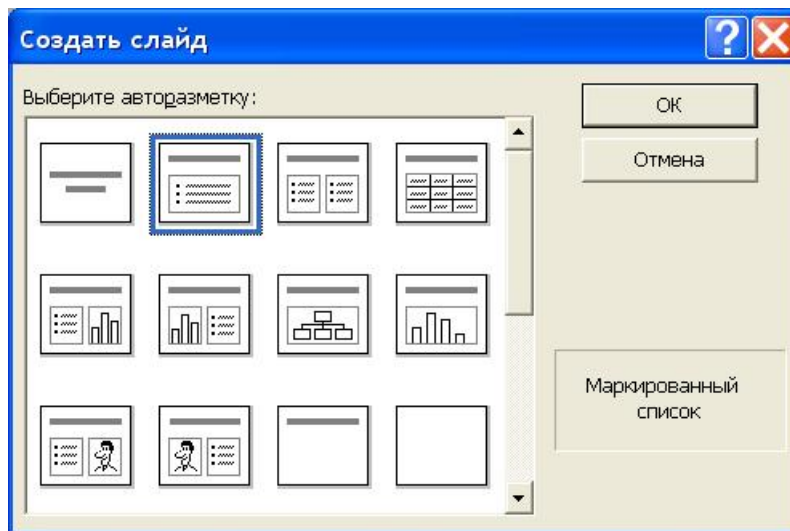 Создать слайд
Выберите авторазметку:
ОК
Отмена
Маркированный
список